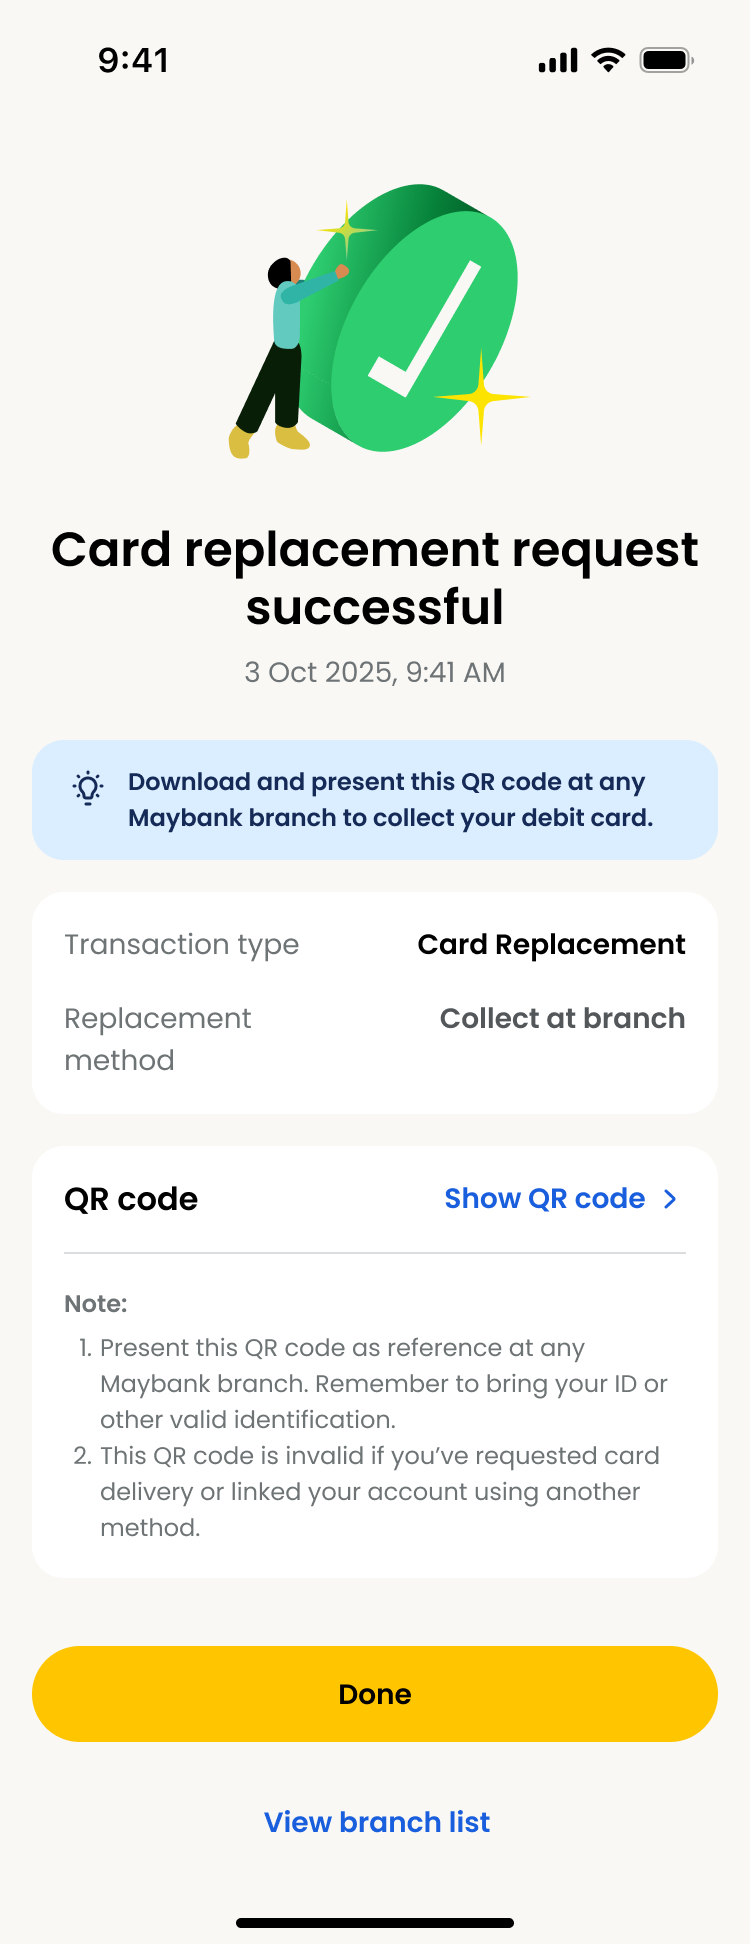 9:41
Card replacement request
successful
3 Oct 2025, 9:41 AM
Download and present this QR code at any
Maybank branch to collect your debit card.
Transaction type
Card Replacement
Replacement
method
Collect at branch
QR code
Show QR code
Note:
1. Present this QR code as reference at any
Maybank branch. Remember to bring your ID or
other valid identification.
2. This QR code is invalid if you’ve requested card
delivery or linked your account using another
method.
Done
View branch list